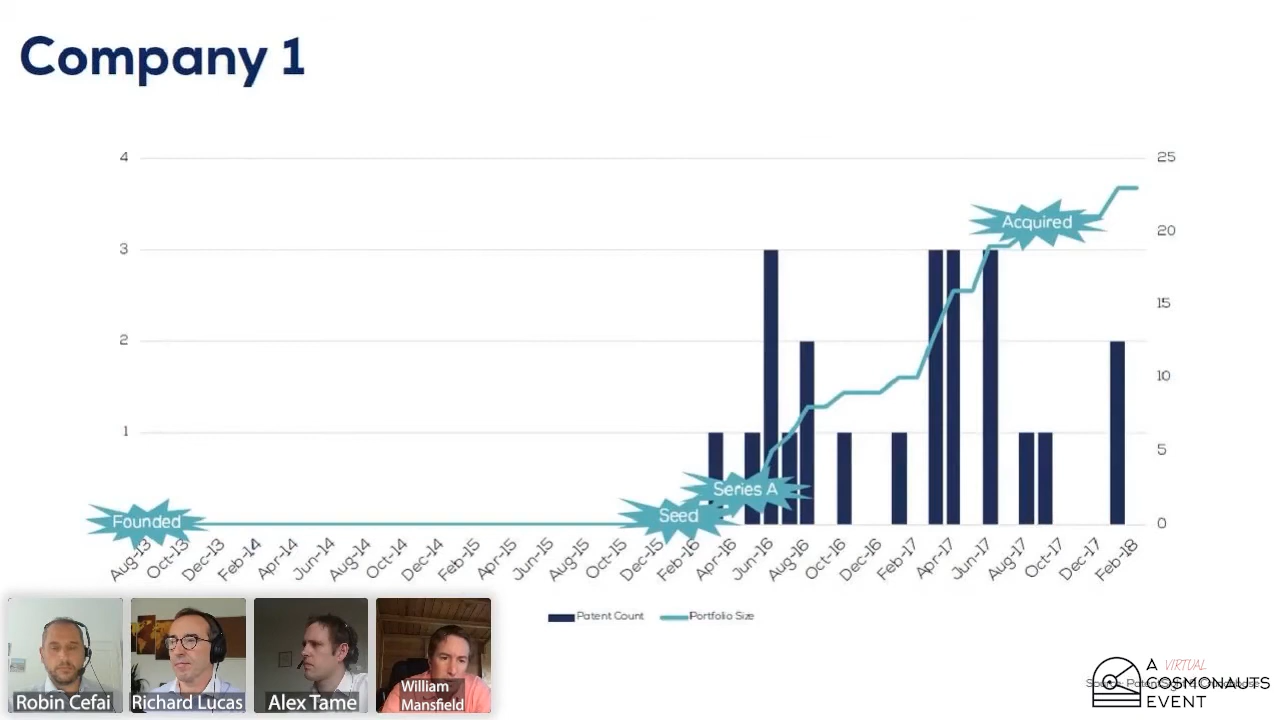 Company 1
4
3
2
1
25
20
15
10
5
0
Acquired
Series A
Seed
Founded
Aug-13
Oct-13
Dec-13
Feb-14
Apr-14
Jun-14
Aug-14
Oct-14
Dec-14
Feb-15
Apr-15
Jun-15
Aug-15
Oct-15
Dec-15
Feb-16
Apr-16
Jun-16
Aug-16
Oct-16
Dec-16
Feb-17
Apr-17
Jun-17
Aug-17
Oct-17
Dec-17
Feb-18
Patent Count
Portfolio Size
Robin Cefai
Richard Lucas
Alex Tame
William
Mansfield
A VIRTUAL
COSMONAUTS
EVENT